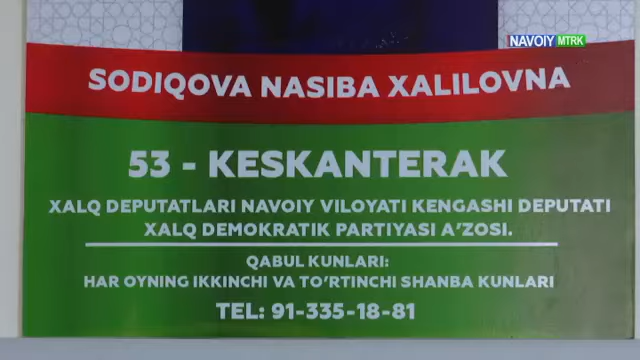 NAVOIY MTRK
SODIQOVA NASIBA XALILOVNA
53 - KESKANTERAK
XALQ DEPUTATLARI NAVOIY VILOYATI KENGASHI DEPUTATI
XALQ DEMOKRATIK PARTIYASI A'ZOSI.
QABUL KUNLARI:
HAR OYNING IKKINCHI VA TO'RTINCHI SHANBA KUNLARI
TEL: 91-335-18-81